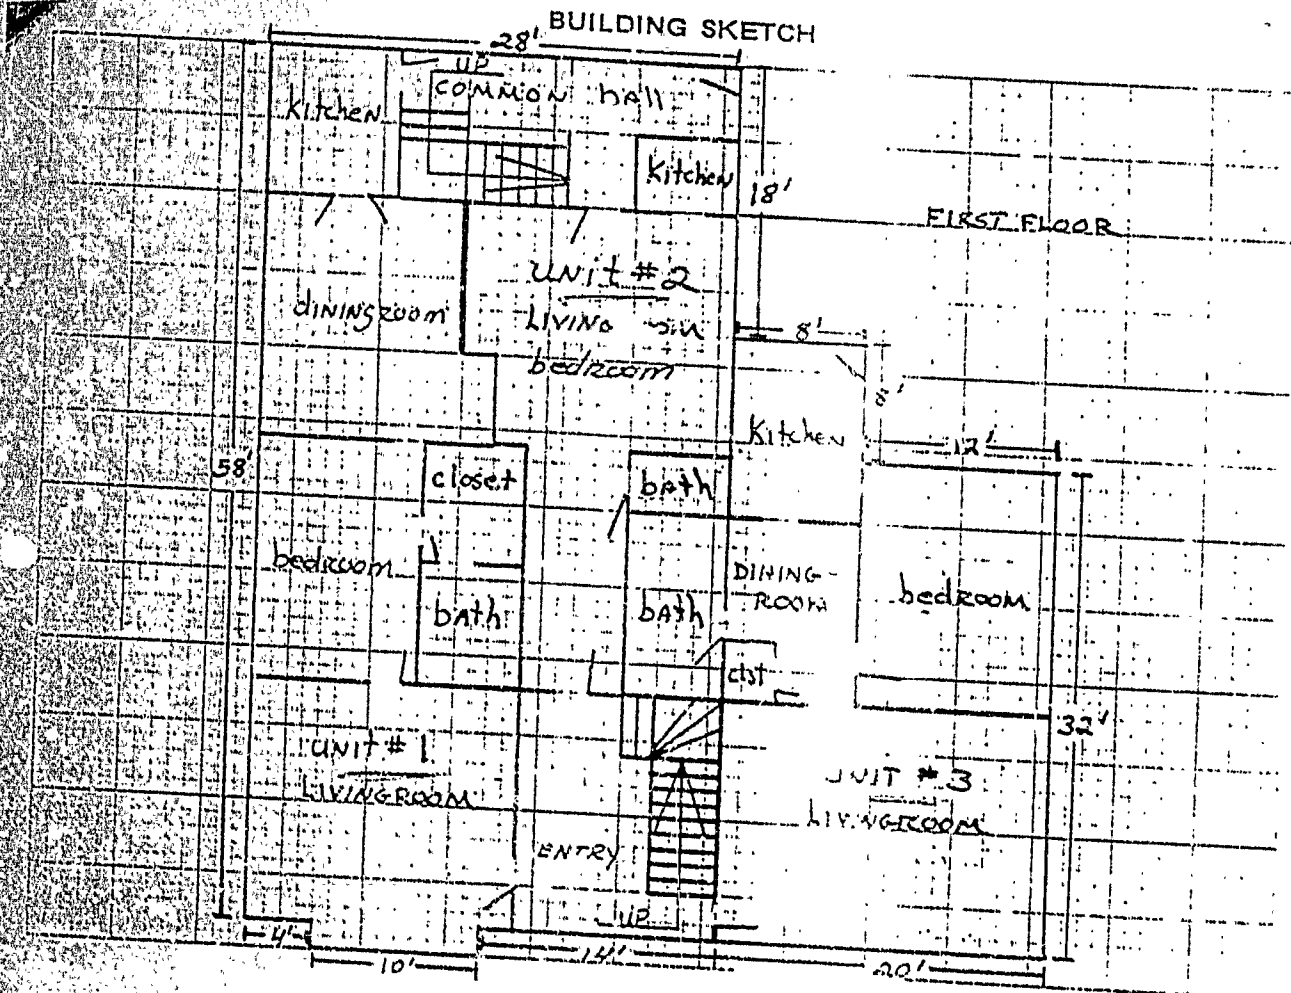 BUILDING SKETCH
28'
UP
COMMON hall
Kitchen
Kitchen
18'
FIRST FLOOR
UNit #2
diningroom
LIVING
8'
bedroom
8'
Kitchen
12'
58'
closet
bath
bedroom
DINING-
ROOM
bedroom
bath
bath
clst
32'
UNIT #1
UNIT #3
LIVINGROOM
LIVINGROOM
ENTRY
UP
4'
10'
14'
20'